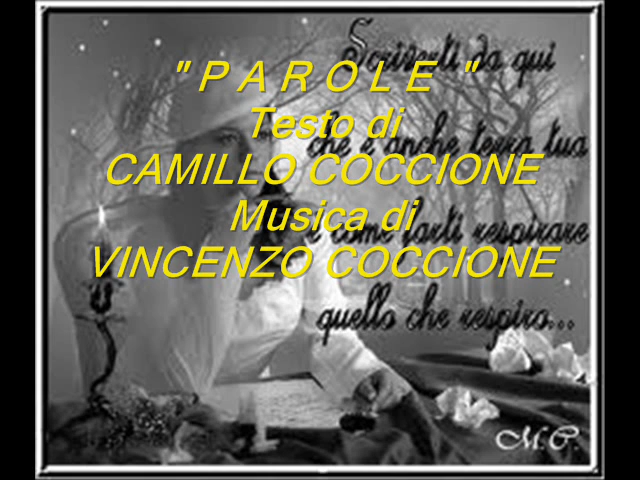 " P A R O L E "
Testo di
CAMILLO COCCIONE
Musica di
VINCENZO COCCIONE
Scriverti da qui
che è anche terra tua
è com farti respirare
quello che respiro...
M.C.